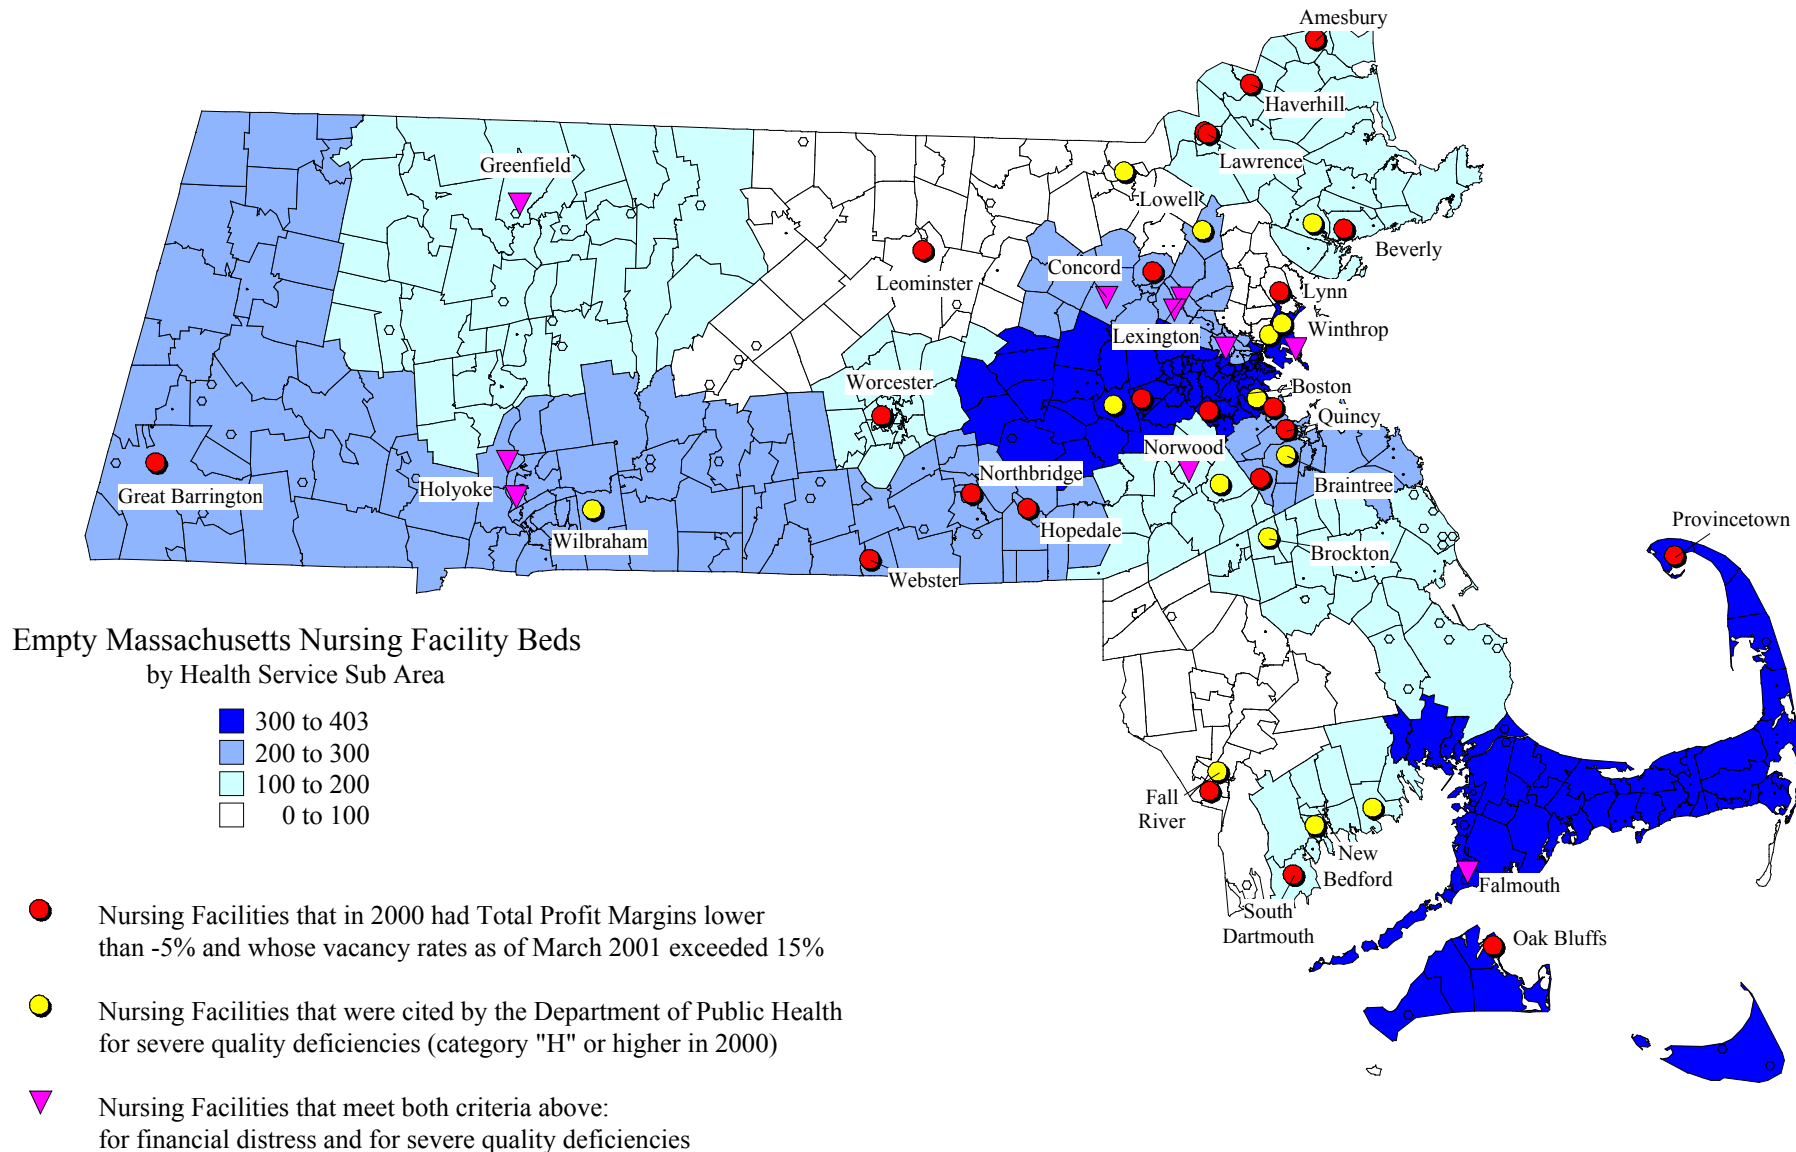 Amesbury
Haverhill
Lawrence
Greenfield
Lowell
Beverly
Concord
Leominster
Lynn
Winthrop
Lexington
Worcester
Boston
Quincy
Norwood
Northbridge
Holyoke
Great Barrington
Braintree
Provincetown
Hopedale
Wilbraham
Brockton
Webster
Empty Massachusetts Nursing Facility Beds
by Health Service Sub Area
300 to 403
200 to 300
100 to 200
0 to 100
Fall
River
New
Bedford
Falmouth
South
Dartmouth
Oak Bluffs
Nursing Facilities that in 2000 had Total Profit Margins lower
than -5% and whose vacancy rates as of March 2001 exceeded 15%
Nursing Facilities that were cited by the Department of Public Health
for severe quality deficiencies (category "H" or higher in 2000)
Nursing Facilities that meet both criteria above:
for financial distress and for severe quality deficiencies